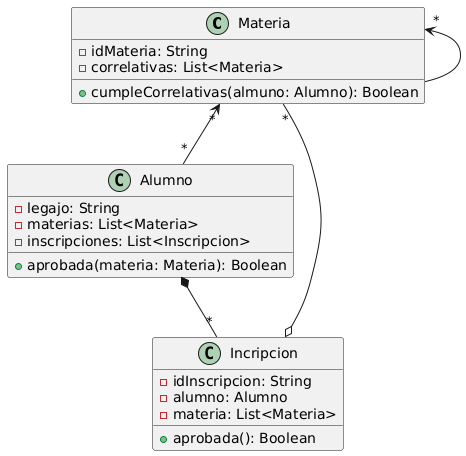 C Materia
*
idMateria: String
correlativas: List<Materia>
cumpleCorrelativas(almuno: Alumno): Boolean
* *
*
C Alumno
legajo: String
materias: List<Materia>
inscripciones: List<Inscripcion>
aprobada(materia: Materia): Boolean
*
C Incripcion
idInscripcion: String
alumno: Alumno
materia: List<Materia>
aprobada(): Boolean